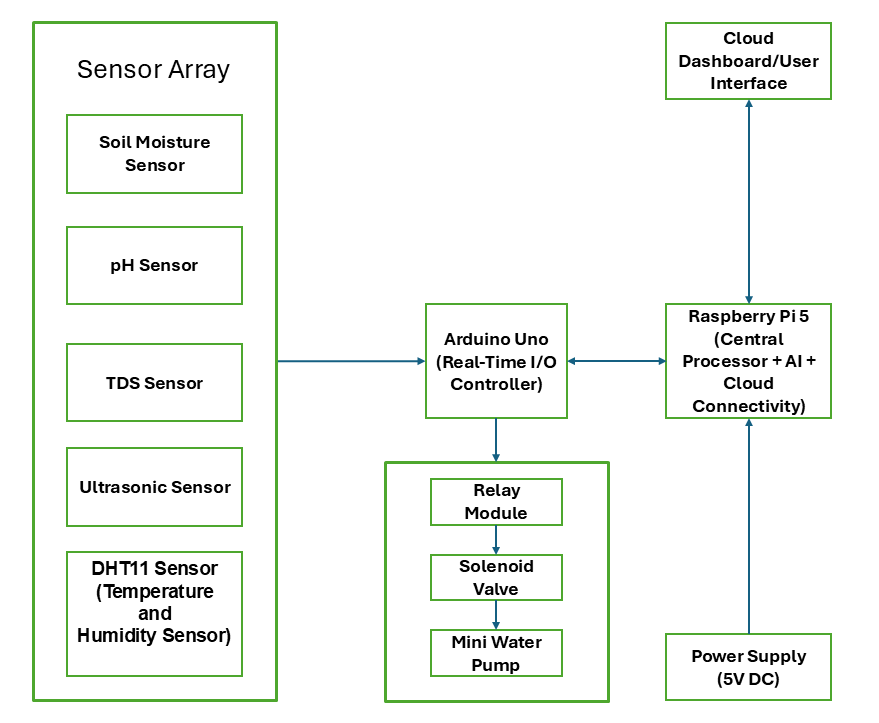 Sensor Array
Soil Moisture
Sensor
pH Sensor
TDS Sensor
Ultrasonic Sensor
DHT11 Sensor
(Temperature
and
Humidity Sensor)
Arduino Uno
(Real-Time I/O
Controller)
Relay
Module
Solenoid
Valve
Mini Water
Pump
Cloud
Dashboard/User
Interface
Raspberry Pi 5
(Central
Processor + AI +
Cloud
Connectivity)
Power Supply
(5V DC)